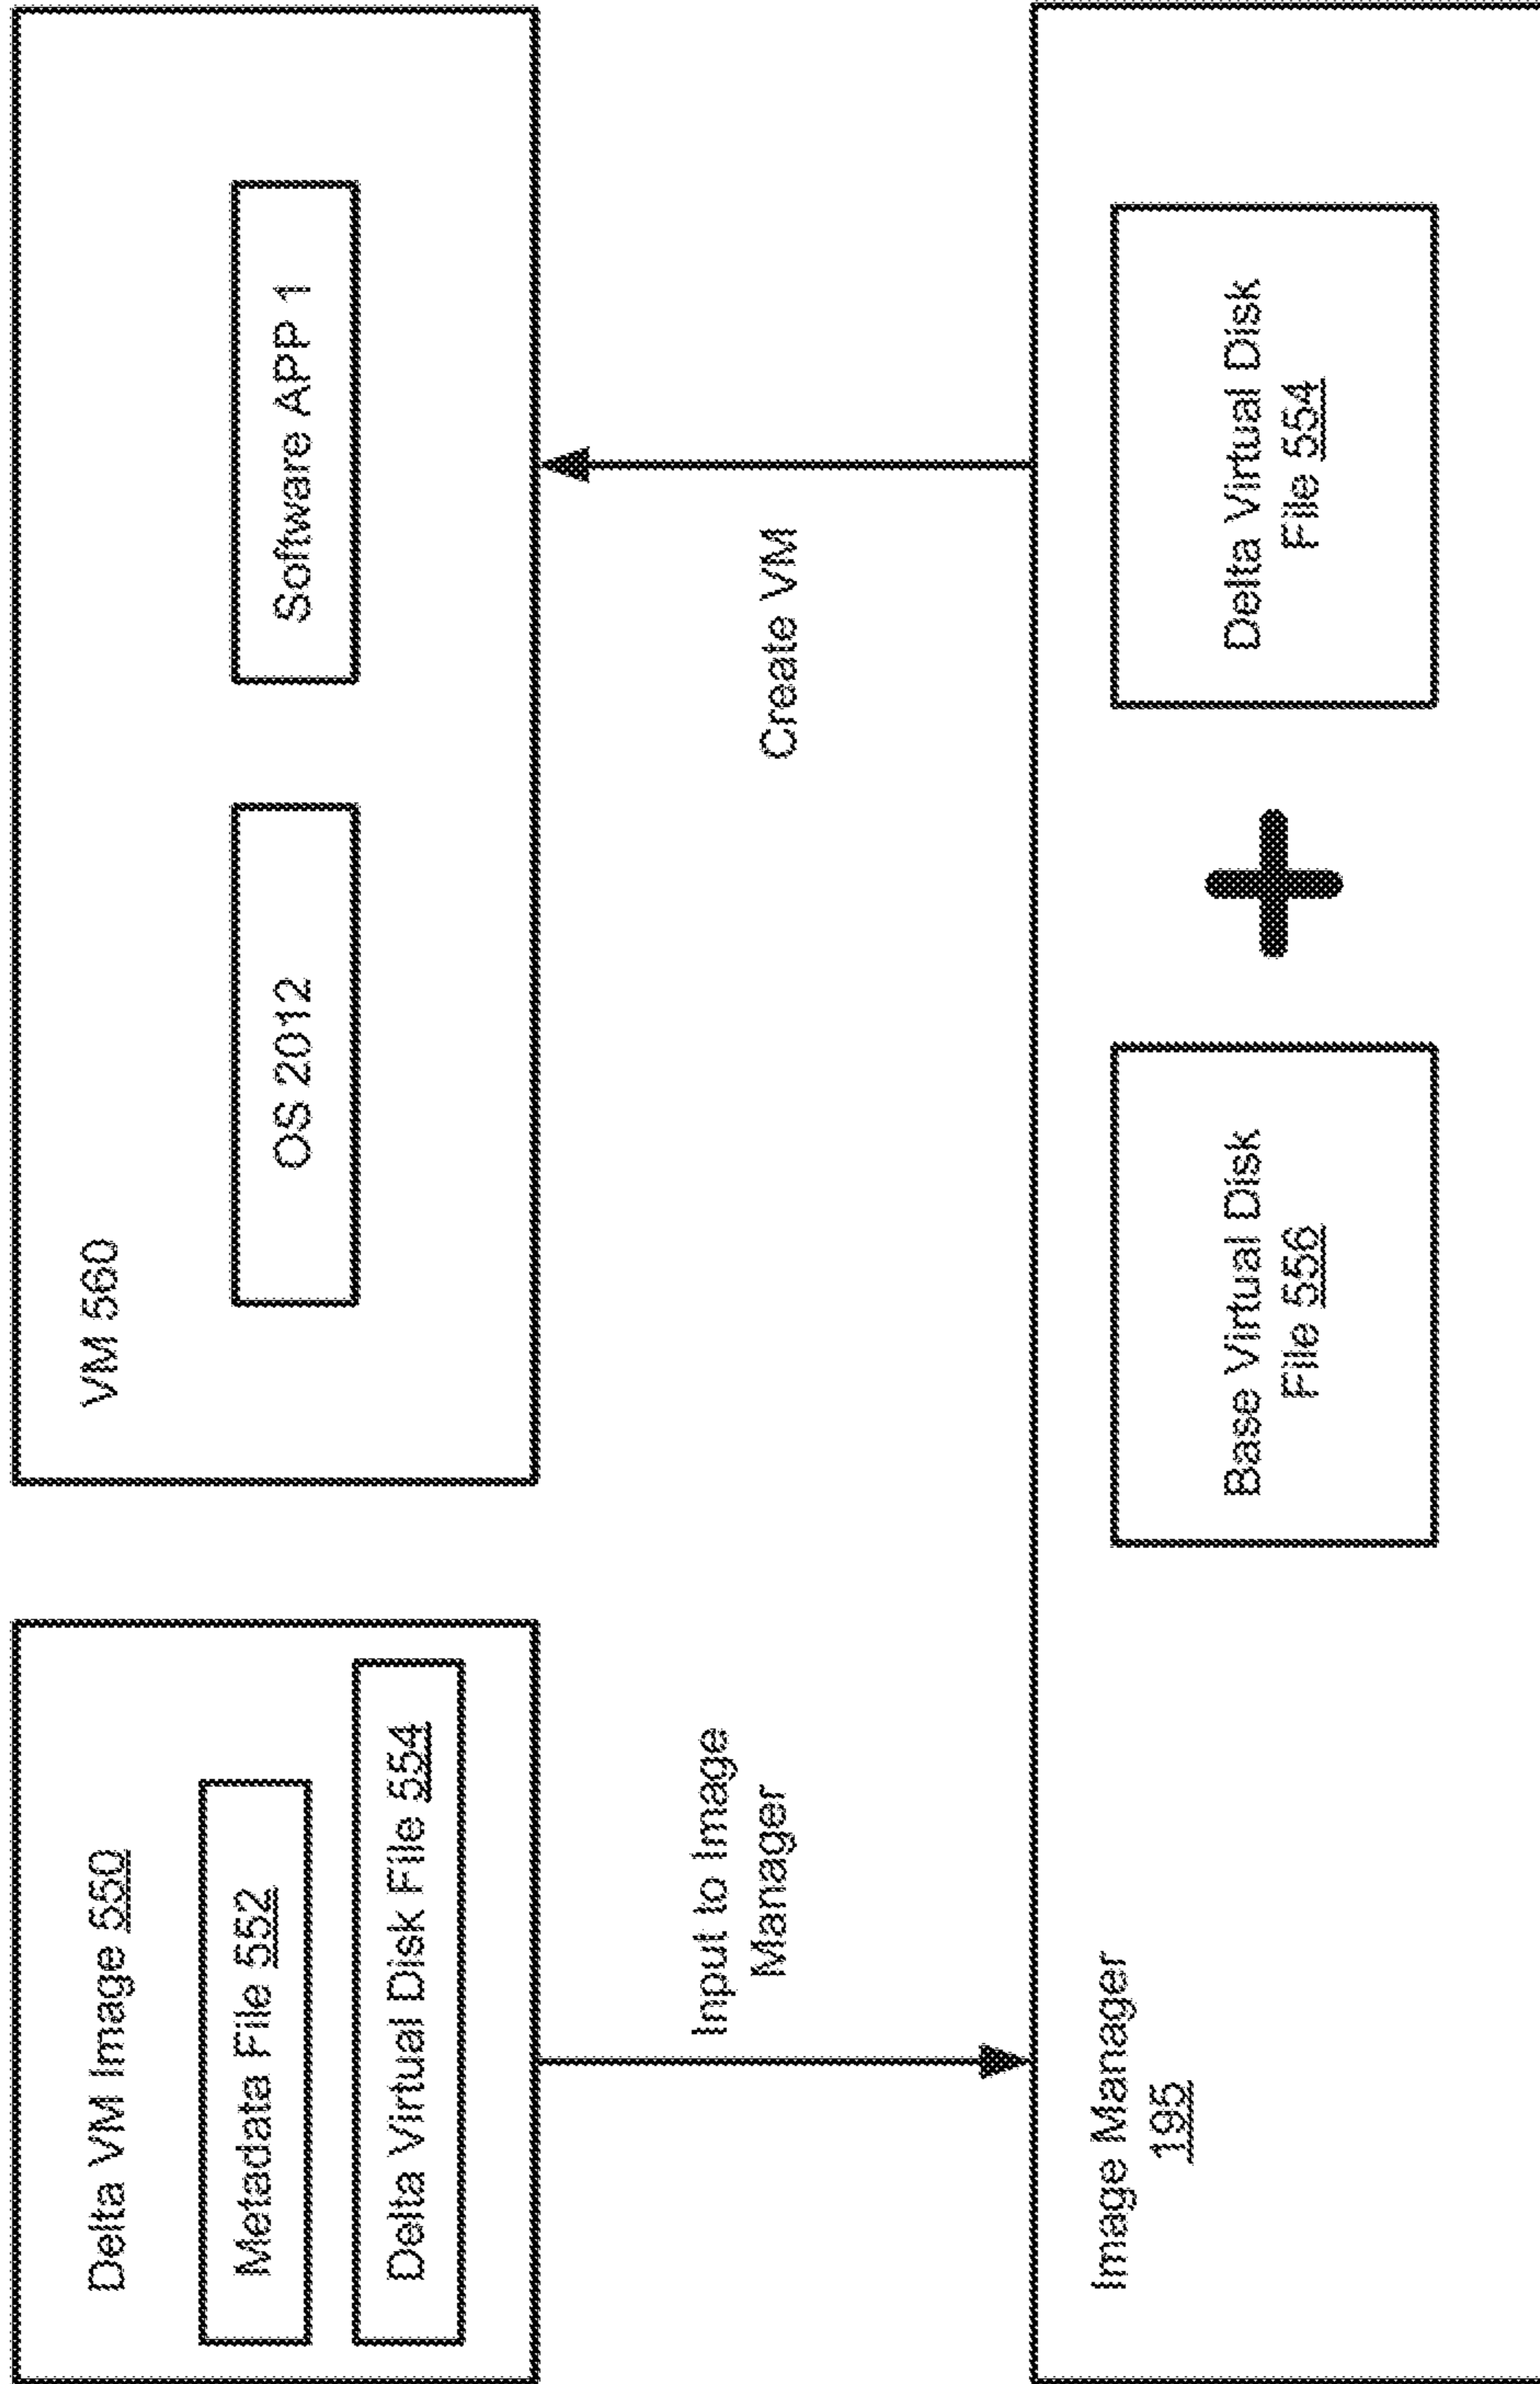 Delta VM Image 550
Metadata File 552
Delta Virtual Disk File 554
VM 560
OS 2012
Software APP 1
Input to Image
Manager
Create VM
Image Manager
195
Base Virtual Disk
File 556
Delta Virtual Disk
File 554